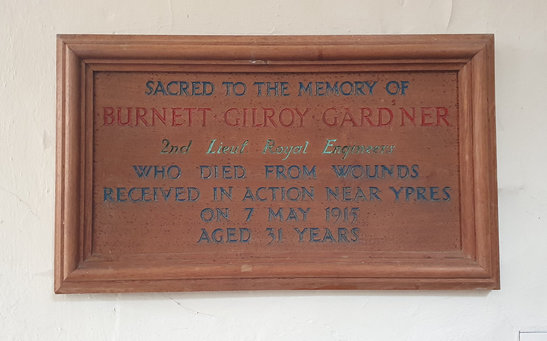 SACRED TO THE MEMORY OF
BURNETT · GILROY · GARDNER
2nd Lieut Royal Engineers
WHO DIED FROM WOUNDS
RECEIVED IN ACTION NEAR YPRES
ON 7 MAY 1915
AGED 31 YEARS